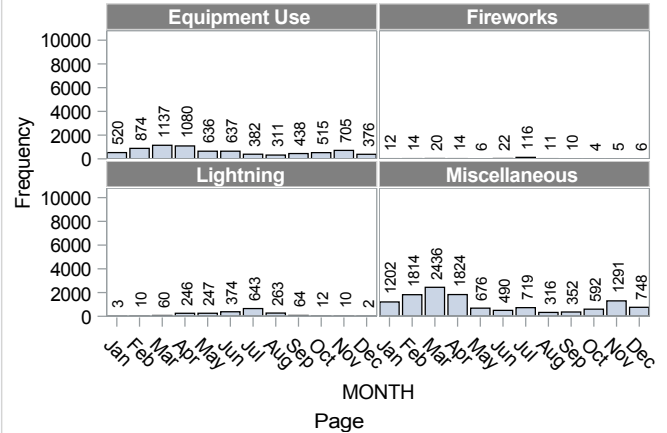 Equipment Use Fireworks
10000
8000
6000
4000
2000
0
520 874 1137 1080 636 637 382 311 438 515 705 376
12 14 20 14 6 22 116 11 10 4 5 6
Frequency
Lightning Miscellaneous
10000
8000
6000
4000
2000
0
3 10 60 246 247 374 643 263 64 12 10 2
1202 1814 2436 1824 676 490 719 316 352 592 1291 748
Jan Feb Mar Apr May Jun Jul Aug Sep Oct Nov Dec Jan Feb Mar Apr May Jun Jul Aug Sep Oct Nov Dec
MONTH
Page